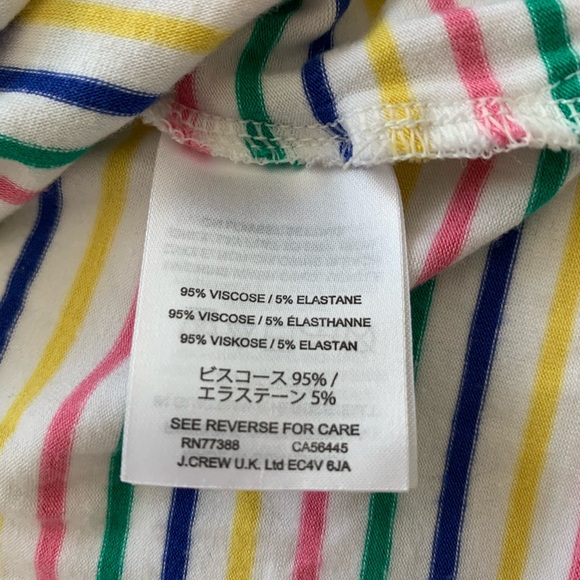 95% VISCOSE / 5% ELASTANE
95% VISCOSE / 5% ÉLASTHANNE
95% VISKOSE / 5% ELASTAN
ビスコース 95% /
エラステーン 5%
SEE REVERSE FOR CARE
RN77388 CA56445
J.CREW U.K. Ltd EC4V 6JA